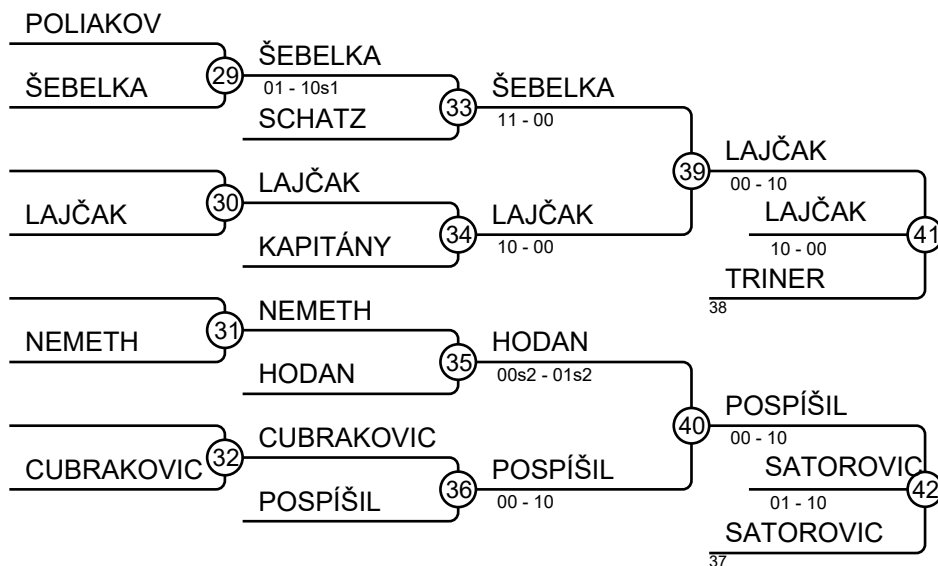 POLIAKOV
ŠEBELKA
29
ŠEBELKA
01 - 10s1
SCHATZ
33
ŠEBELKA
11 - 00
LAJČAK
30
LAJČAK
KAPITÁNY
34
LAJČAK
10 - 00
39
LAJČAK
00 - 10
LAJČAK
10 - 00
41
TRINER
38
NEMETH
31
NEMETH
HODAN
35
HODAN
00s2 - 01s2
CUBRAKOVIC
32
CUBRAKOVIC
POSPÍŠIL
36
POSPÍŠIL
00 - 10
40
POSPÍŠIL
00 - 10
SATOROVIC
01 - 10
42
SATOROVIC
37